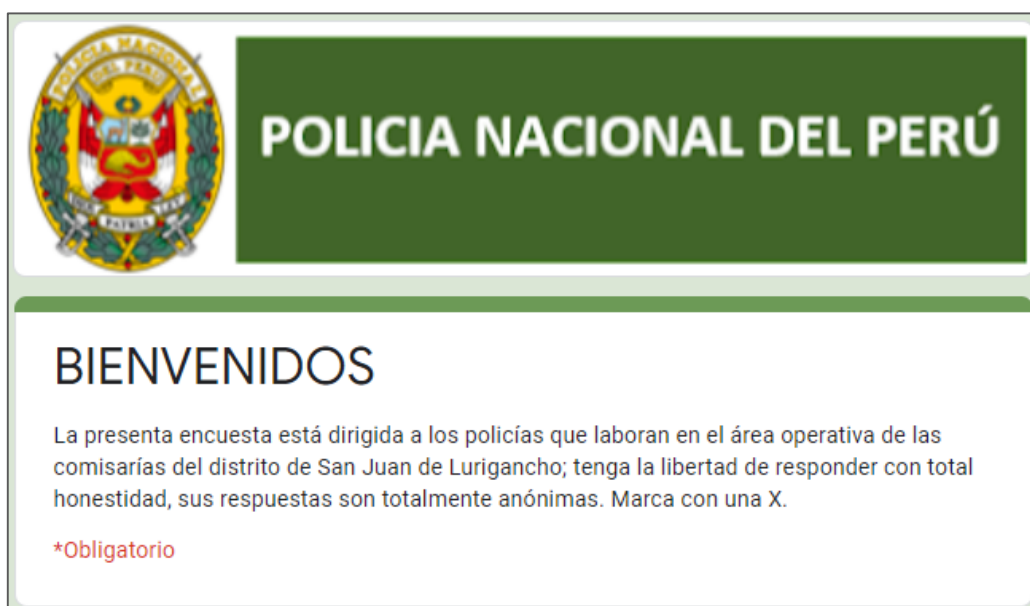 POLICIA NACIONAL
DEL PERÚ
DIOS PATRIA LEY
POLICIA NACIONAL DEL PERÚ
BIENVENIDOS
La presenta encuesta está dirigida a los policías que laboran en el área operativa de las
comisarías del distrito de San Juan de Lurigancho; tenga la libertad de responder con total
honestidad, sus respuestas son totalmente anónimas. Marca con una X.
*Obligatorio